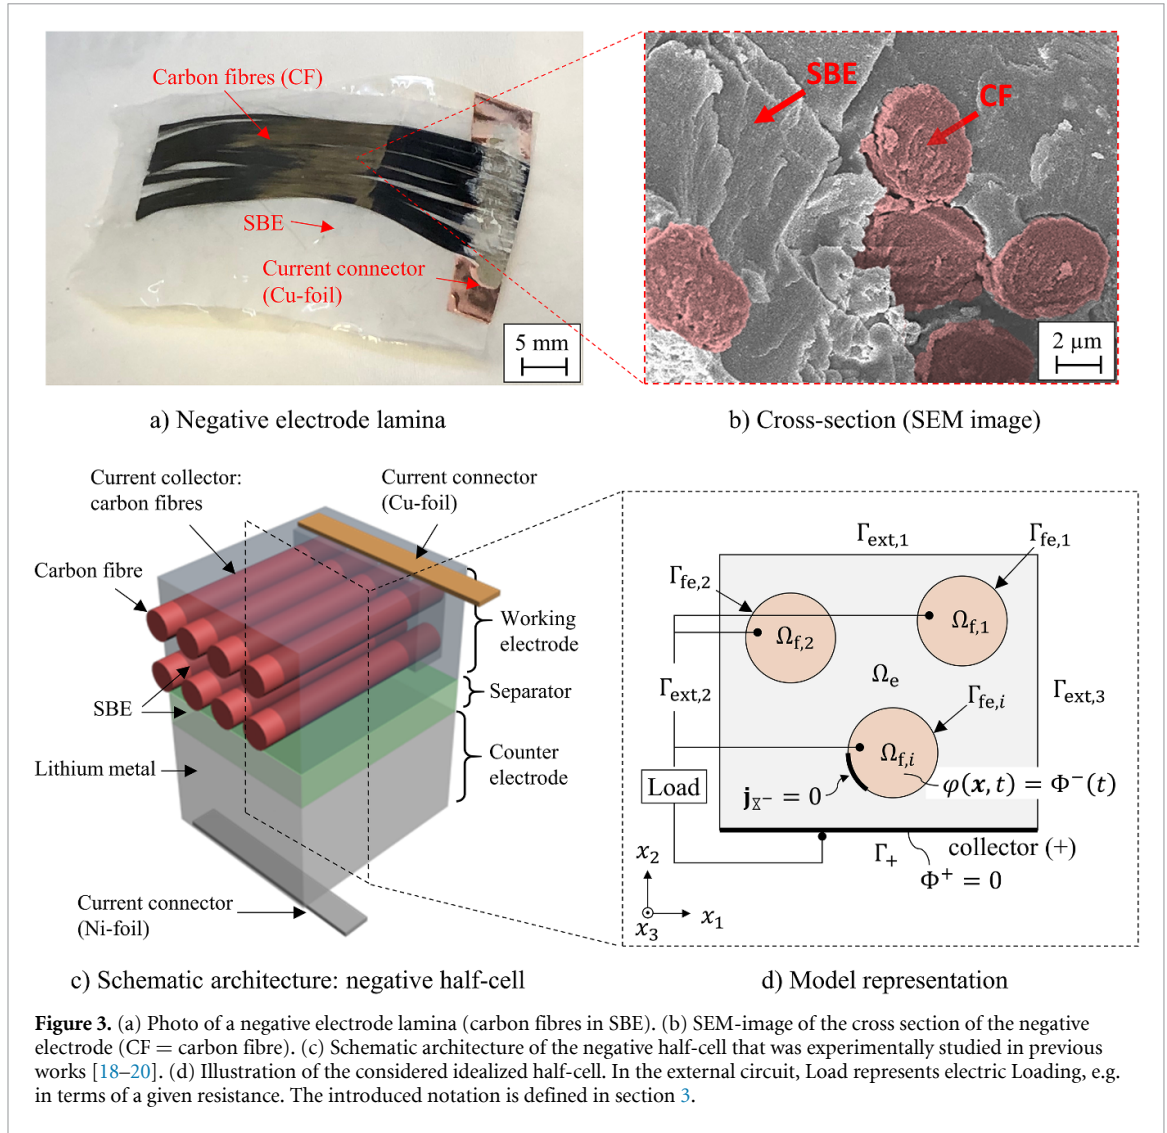 Carbon fibres (CF)
SBE
Current connector
(Cu-foil)
5 mm
SBE
CF
2 µm
a) Negative electrode lamina
b) Cross-section (SEM image)
Current collector:
carbon fibres
Current connector
(Cu-foil)
Carbon fibre
Working
electrode
Separator
SBE
Counter
electrode
Lithium metal
Current connector
(Ni-foil)
Γext,1
Γfe,1
Γfe,2
Ωf,1
Ωf,2
Ωe
Γext,2
Γext,3
Γfe,i
Ωf,i
Load
φ(x, t) = Φ⁻(t)
collector (+)
Γ+
Φ⁺ = 0
x2
x1
x3
c) Schematic architecture: negative half-cell
d) Model representation
Figure 3. (a) Photo of a negative electrode lamina (carbon fibres in SBE). (b) SEM-image of the cross section of the negative
electrode (CF = carbon fibre). (c) Schematic architecture of the negative half-cell that was experimentally studied in previous
works [18–20]. (d) Illustration of the considered idealized half-cell. In the external circuit, Load represents electric Loading, e.g.
in terms of a given resistance. The introduced notation is defined in section 3.